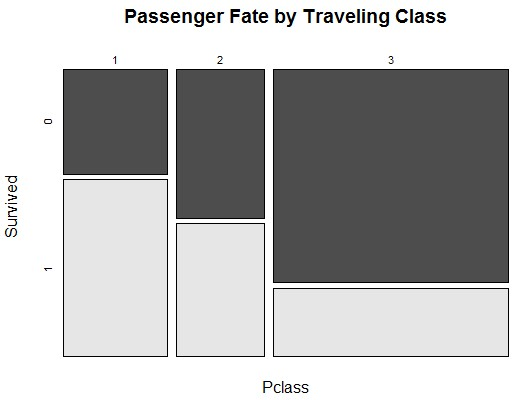 Passenger Fate by Traveling Class
1 2 3
0
Survived
1
Pclass